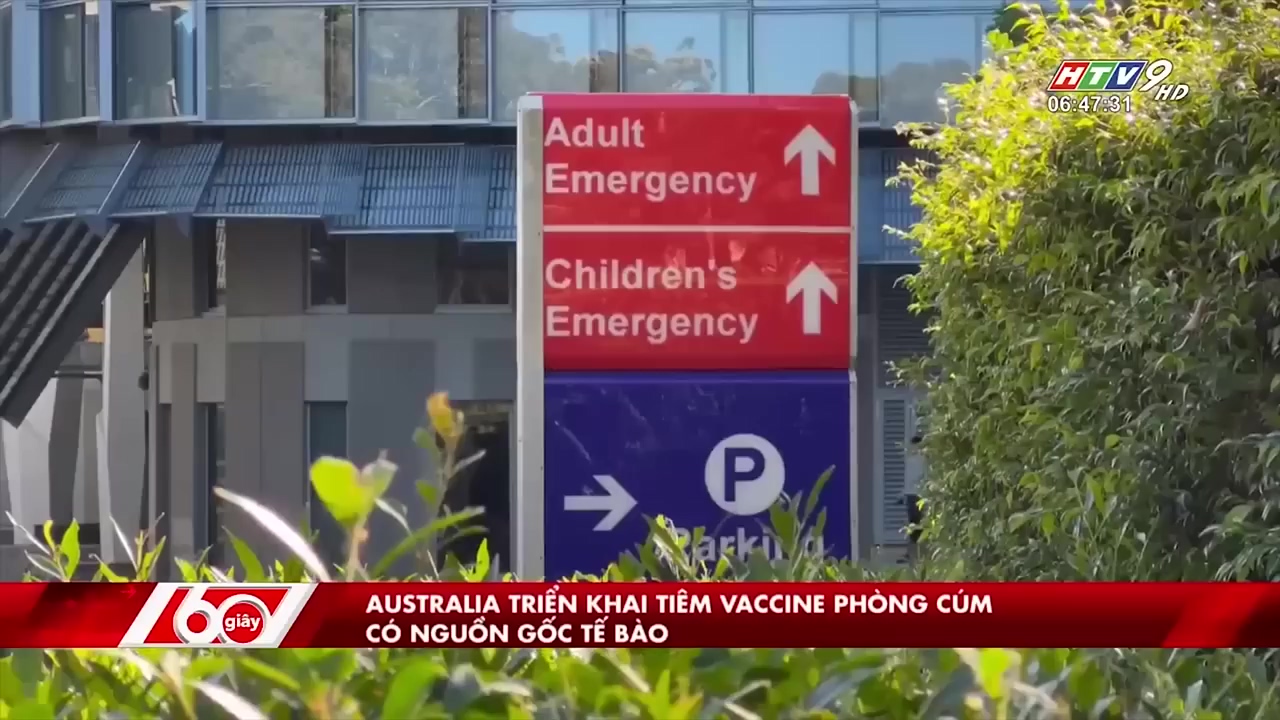 HTV9 HD
06:47:31
Adult
Emergency
Children's
Emergency
P
Parking
60 giây
AUSTRALIA TRIỂN KHAI TIÊM VACCINE PHÒNG CÚM
CÓ NGUỒN GỐC TẾ BÀO